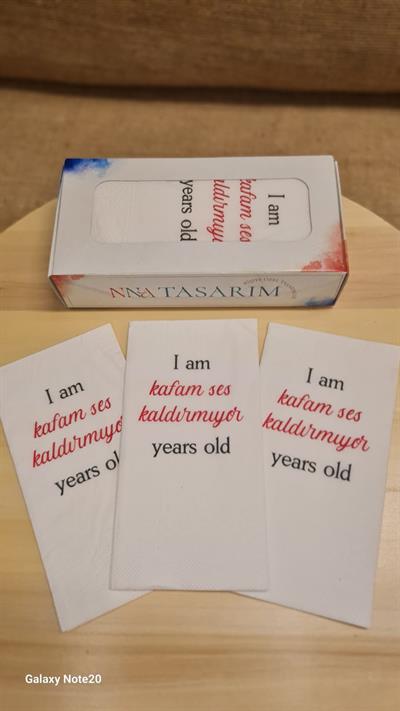 I am
kafam ses
kaldırmıyor
years old
NNA TASARIM
I am
kafam ses
kaldırmıyor
years old
I am
kafam ses
kaldırmıyor
years old
I am
kafam ses
kaldırmıyor
years old
Galaxy Note20